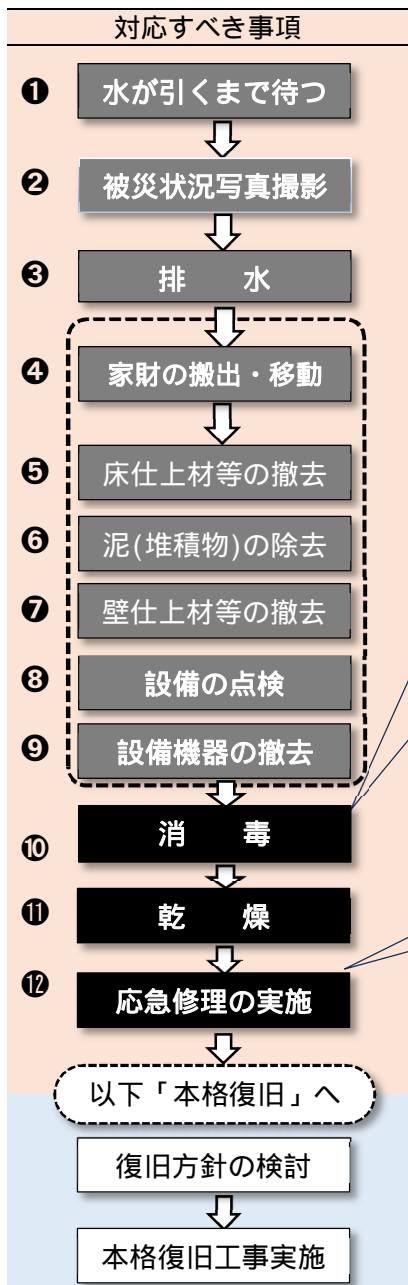 対応すべき事項
❶ 水が引くまで待つ
❷ 被災状況写真撮影
❸ 排　水
❹ 家財の搬出・移動
❺ 床仕上材等の撤去
❻ 泥(堆積物)の除去
❼ 壁仕上材等の撤去
❽ 設備の点検
❾ 設備機器の撤去
❿ 消　毒
⓫ 乾　燥
⓬ 応急修理の実施
以下「本格復旧」へ
復旧方針の検討
本格復旧工事実施